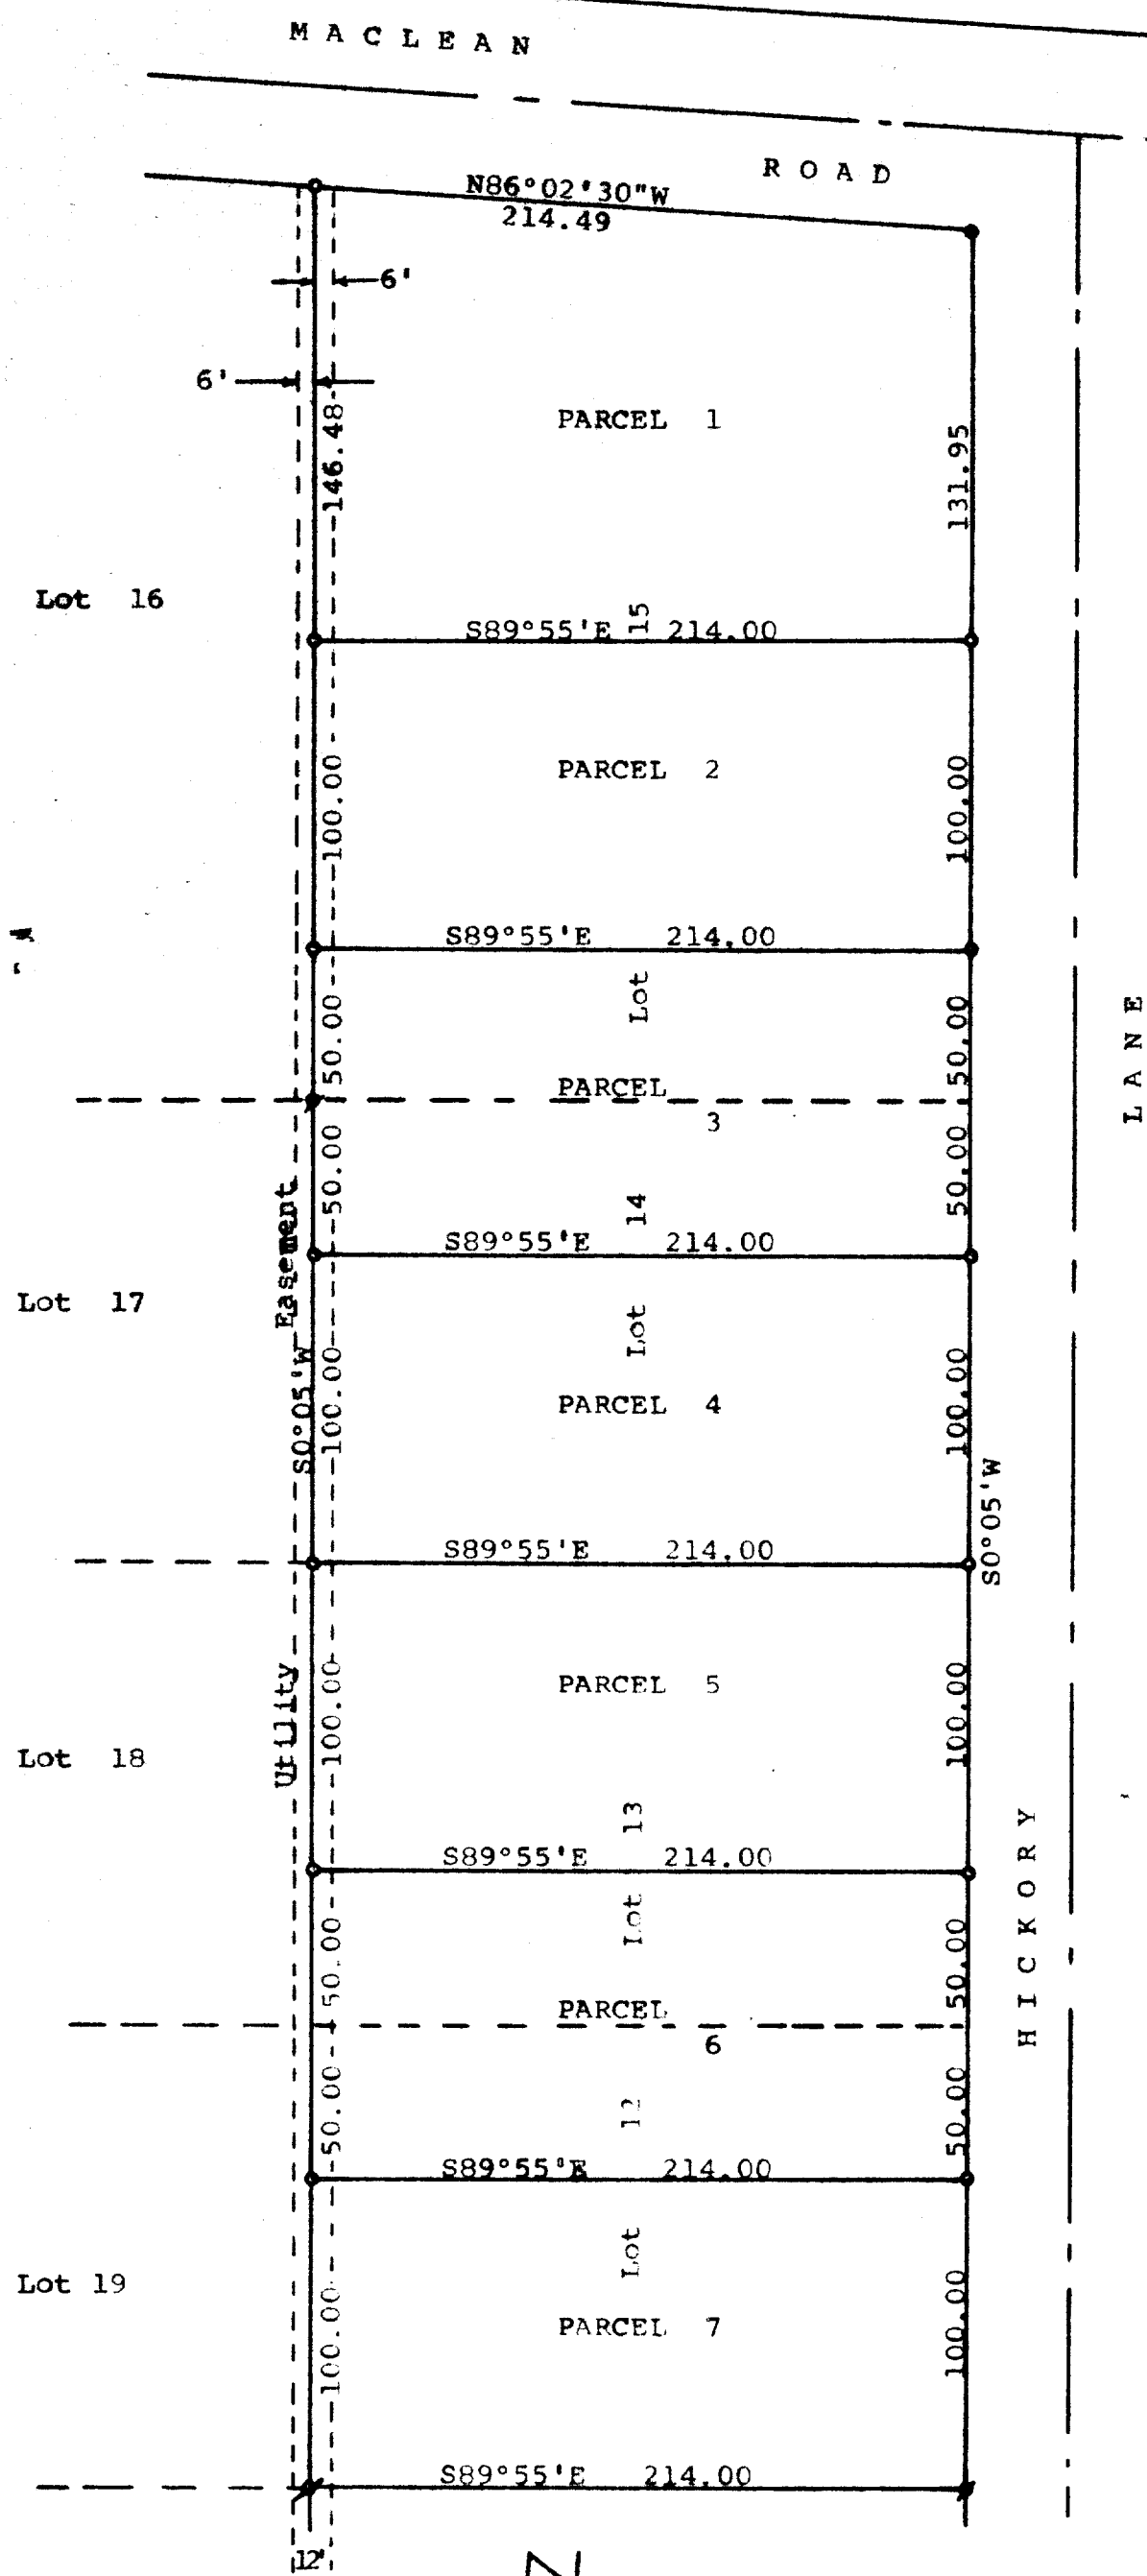 MACLEAN
ROAD
N86°02'30"W
214.49
6'
6'
PARCEL 1
146.48
131.95
Lot 16
S89°55'E 214.00
15
PARCEL 2
100.00
100.00
S89°55'E 214.00
Lot
50.00
50.00
LANE
PARCEL
3
50.00
50.00
14
Easement
S89°55'E 214.00
Lot 17
Lot
S0°05'W
100.00
100.00
PARCEL 4
S0°05'W
S89°55'E 214.00
Utility
100.00
PARCEL 5
100.00
Lot 18
13
S89°55'E 214.00
HICKORY
Lot
50.00
50.00
PARCEL
6
50.00
50.00
12
S89°55'E 214.00
Lot
Lot 19
100.00
100.00
PARCEL 7
S89°55'E 214.00
12'